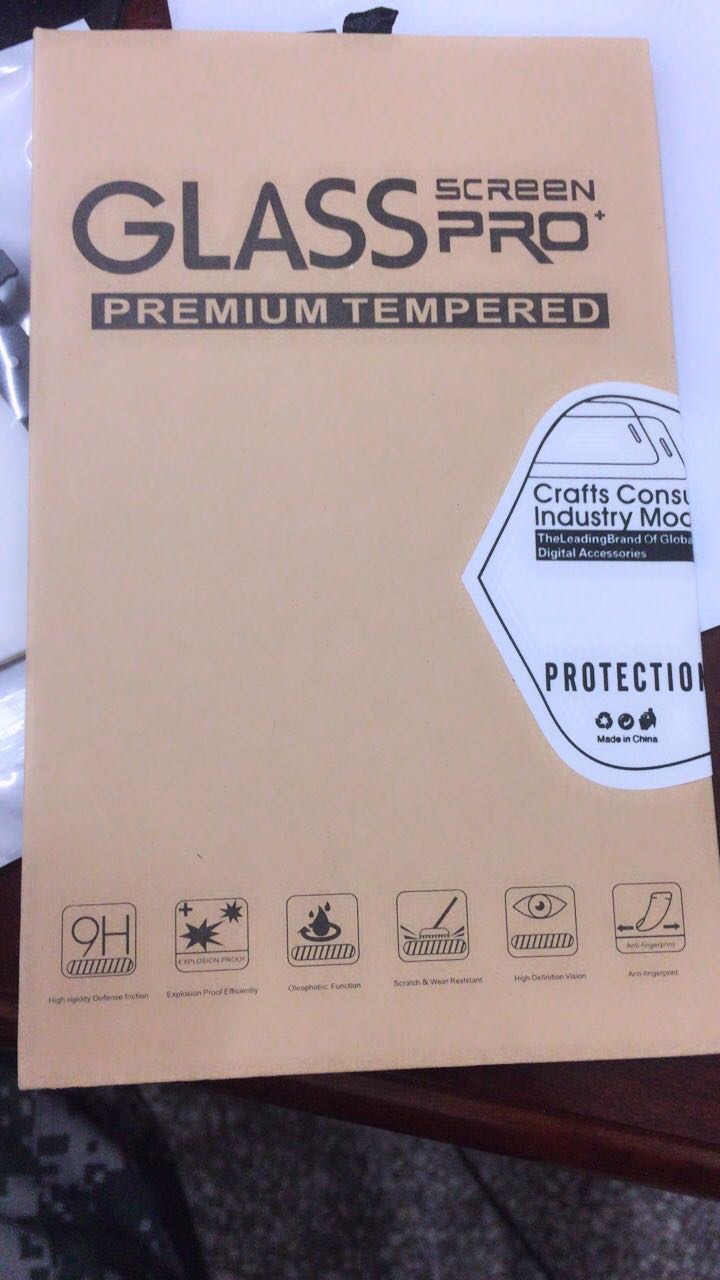 GLASS SCREEN PRO+
PREMIUM TEMPERED
Crafts Consu
Industry Moc
TheLeadingBrand Of Globa
Digital Accessories
PROTECTION
Made in China
9H
EXPLOSION.PROOF
Anti-fingerprint
High rigidity Defense friction
Explosion Proof Efficiently
Oleophobic Function
Scratch & Wear Resistant
High Definition Vision
Anti-fingerprint